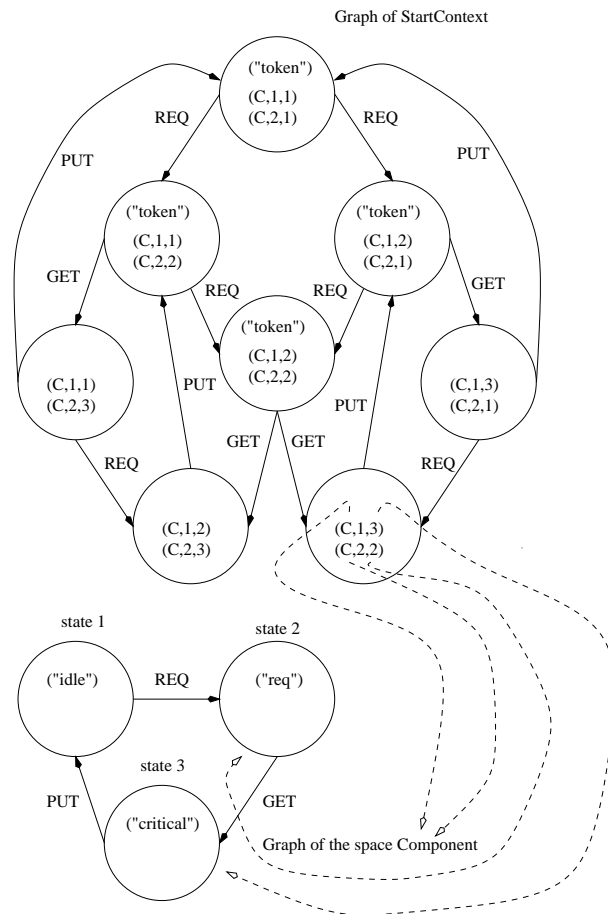 Graph of StartContext
("token")
(C,1,1)
(C,2,1)
REQ
REQ
PUT
PUT
("token")
(C,1,1)
(C,2,2)
("token")
(C,1,2)
(C,2,1)
GET
REQ
REQ
GET
("token")
(C,1,2)
(C,2,2)
(C,1,1)
(C,2,3)
PUT
PUT
(C,1,3)
(C,2,1)
GET
GET
REQ
REQ
(C,1,2)
(C,2,3)
(C,1,3)
(C,2,2)
state 1
state 2
("idle")
REQ
("req")
state 3
PUT
GET
("critical")
Graph of the space Component